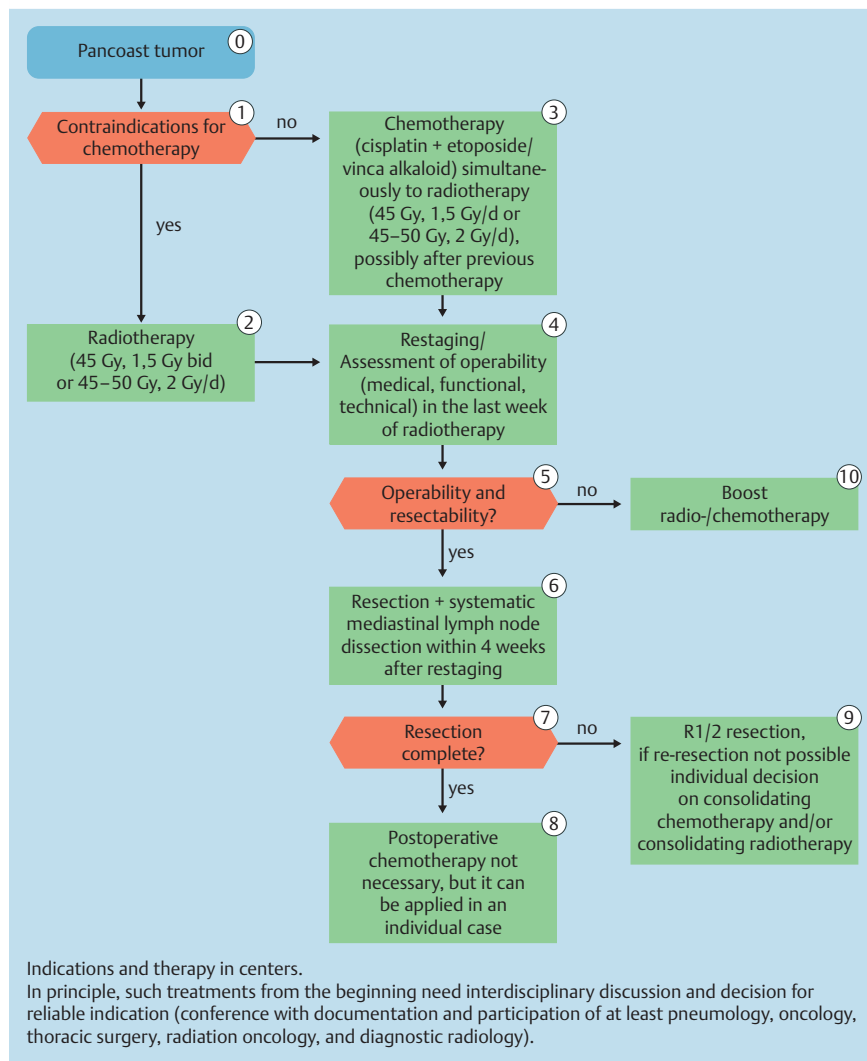 0
Pancoast tumor
1
Contraindications for
chemotherapy
no
yes
3
Chemotherapy
(cisplatin + etoposide/
vinca alkaloid) simultane-
ously to radiotherapy
(45 Gy, 1,5 Gy/d or
45–50 Gy, 2 Gy/d),
possibly after previous
chemotherapy
2
Radiotherapy
(45 Gy, 1,5 Gy bid
or 45–50 Gy, 2 Gy/d)
4
Restaging/
Assessment of operability
(medical, functional,
technical) in the last week
of radiotherapy
5
Operability and
resectability?
no
yes
10
Boost
radio-/chemotherapy
6
Resection + systematic
mediastinal lymph node
dissection within 4 weeks
after restaging
7
Resection
complete?
no
yes
9
R1/2 resection,
if re-resection not possible
individual decision
on consolidating
chemotherapy and/or
consolidating radiotherapy
8
Postoperative
chemotherapy not
necessary, but it can
be applied in an
individual case
Indications and therapy in centers.
In principle, such treatments from the beginning need interdisciplinary discussion and decision for
reliable indication (conference with documentation and participation of at least pneumology, oncology,
thoracic surgery, radiation oncology, and diagnostic radiology).